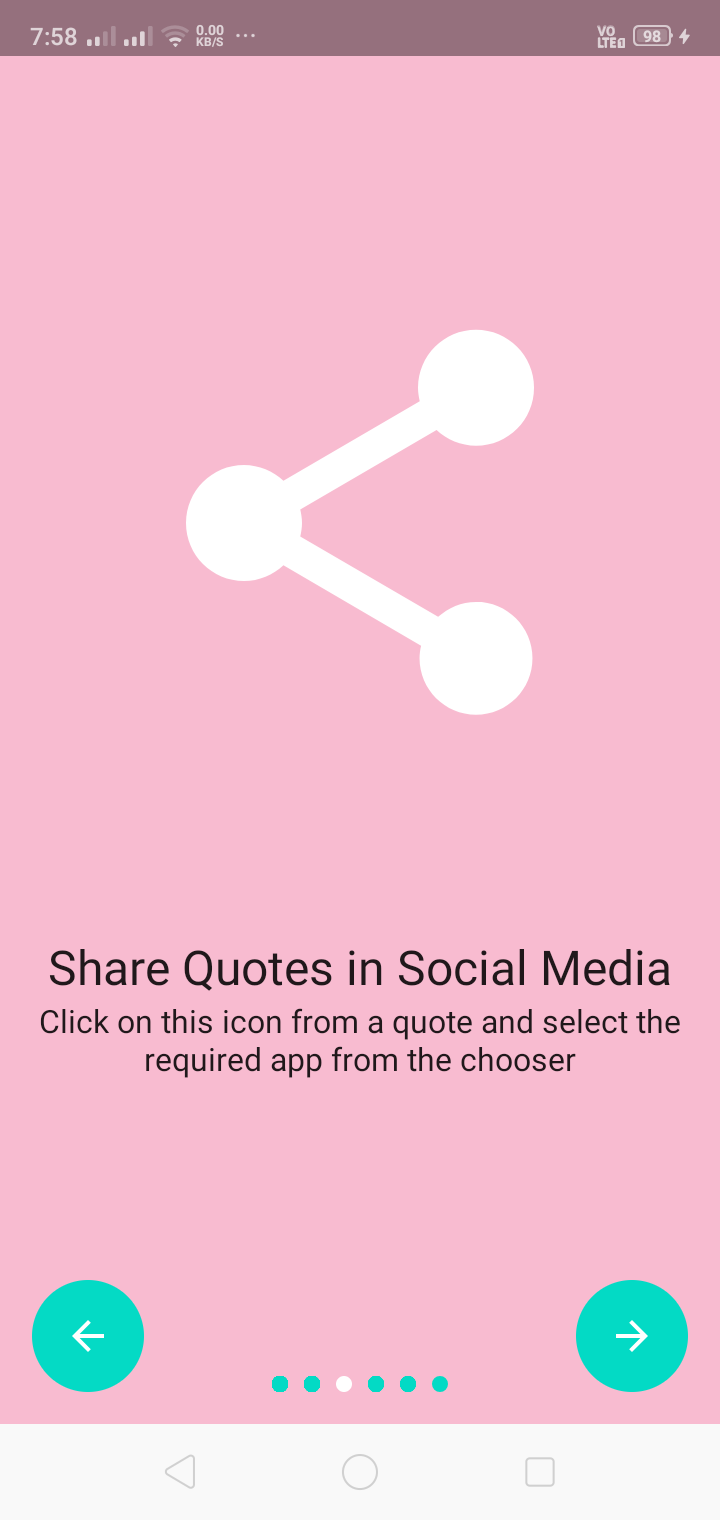 7:58 0.00 KB/S ... VO LTE 98
Share Quotes in Social Media
Click on this icon from a quote and select the
required app from the chooser